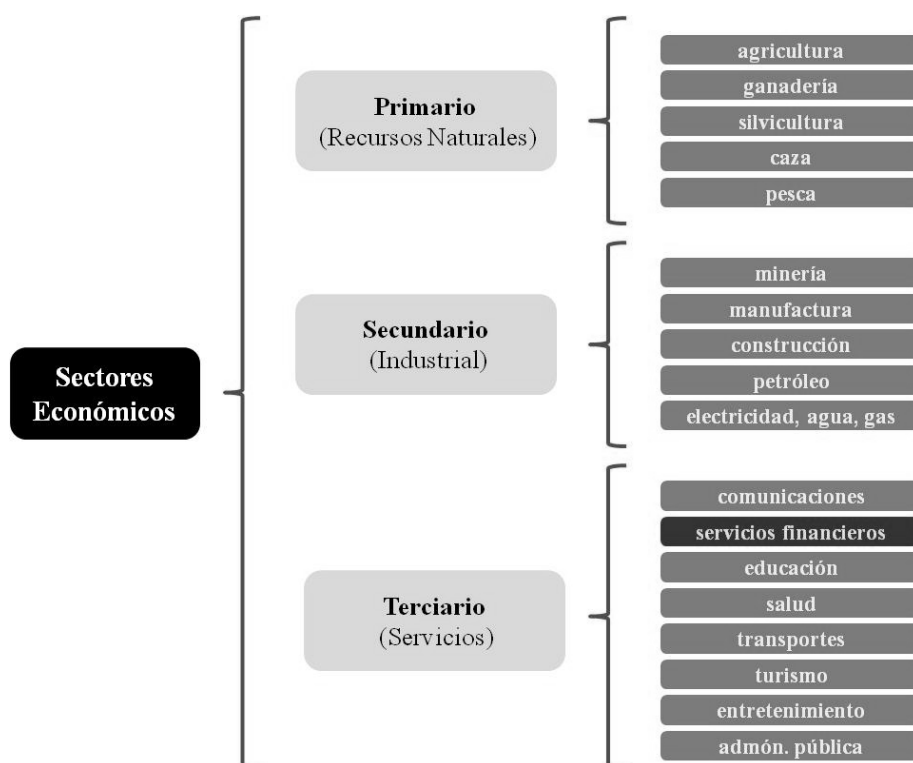 Sectores
Económicos
Primario
(Recursos Naturales)
agricultura
ganadería
silvicultura
caza
pesca
Secundario
(Industrial)
minería
manufactura
construcción
petróleo
electricidad, agua, gas
Terciario
(Servicios)
comunicaciones
servicios financieros
educación
salud
transportes
turismo
entretenimiento
admón. pública